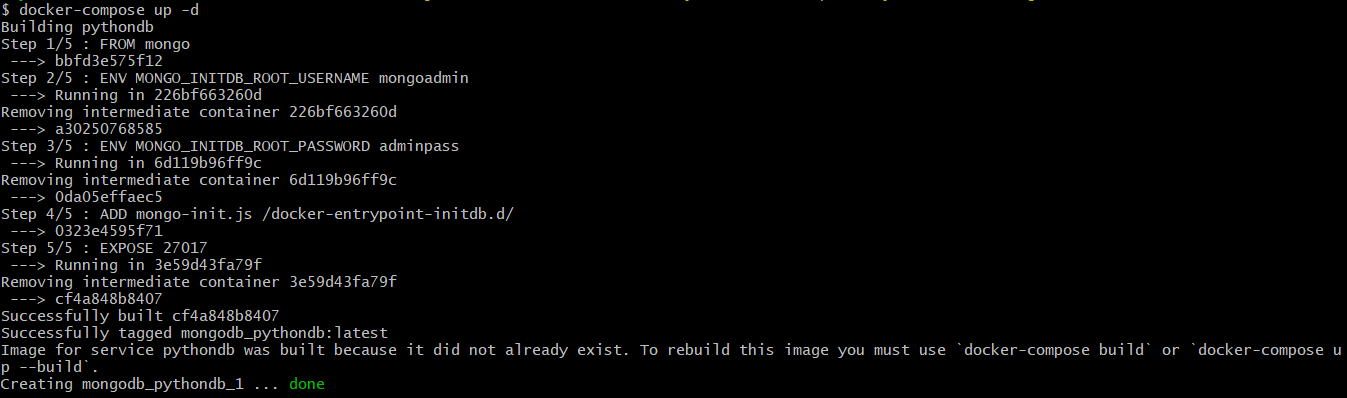 $ docker-compose up -d
Building pythondb
Step 1/5 : FROM mongo
 ---> bbfd3e575f12
Step 2/5 : ENV MONGO_INITDB_ROOT_USERNAME mongoadmin
 ---> Running in 226bf663260d
Removing intermediate container 226bf663260d
 ---> a30250768585
Step 3/5 : ENV MONGO_INITDB_ROOT_PASSWORD adminpass
 ---> Running in 6d119b96ff9c
Removing intermediate container 6d119b96ff9c
 ---> 0da05effaec5
Step 4/5 : ADD mongo-init.js /docker-entrypoint-initdb.d/
 ---> 0323e4595f71
Step 5/5 : EXPOSE 27017
 ---> Running in 3e59d43fa79f
Removing intermediate container 3e59d43fa79f
 ---> cf4a848b8407
Successfully built cf4a848b8407
Successfully tagged mongodb_pythondb:latest
Image for service pythondb was built because it did not already exist. To rebuild this image you must use `docker-compose build` or `docker-compose u
p --build`.
Creating mongodb_pythondb_1 ... done